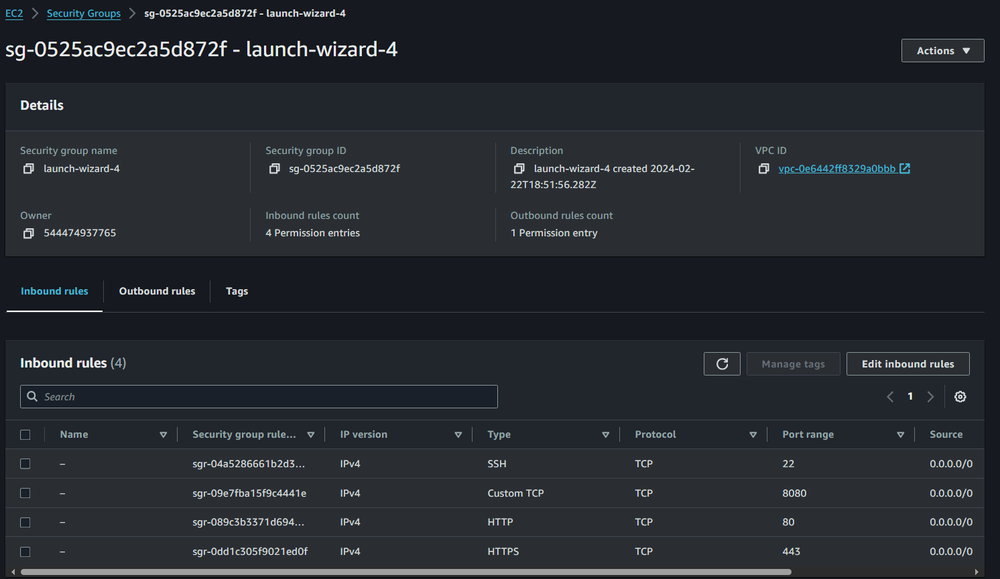 EC2 Security Groups sg-0525ac9ec2a5d872f - launch-wizard-4
sg-0525ac9ec2a5d872f - launch-wizard-4
Actions
Details
Security group name
launch-wizard-4
Security group ID
sg-0525ac9ec2a5d872f
Description
launch-wizard-4 created 2024-02-
22T18:51:56.282Z
VPC ID
vpc-0e6442ff8329a0bbb
Owner
544474937765
Inbound rules count
4 Permission entries
Outbound rules count
1 Permission entry
Inbound rules Outbound rules Tags
Inbound rules (4)
Manage tags Edit inbound rules
Search
1
Name Security group rule... IP version Type Protocol Port range Source
– sgr-04a5286661b2d3... IPv4 SSH TCP 22 0.0.0.0/0
– sgr-09e7fba15f9c4441e IPv4 Custom TCP TCP 8080 0.0.0.0/0
– sgr-089c3b3371d694... IPv4 HTTP TCP 80 0.0.0.0/0
– sgr-0dd1c305f9021ed0f IPv4 HTTPS TCP 443 0.0.0.0/0